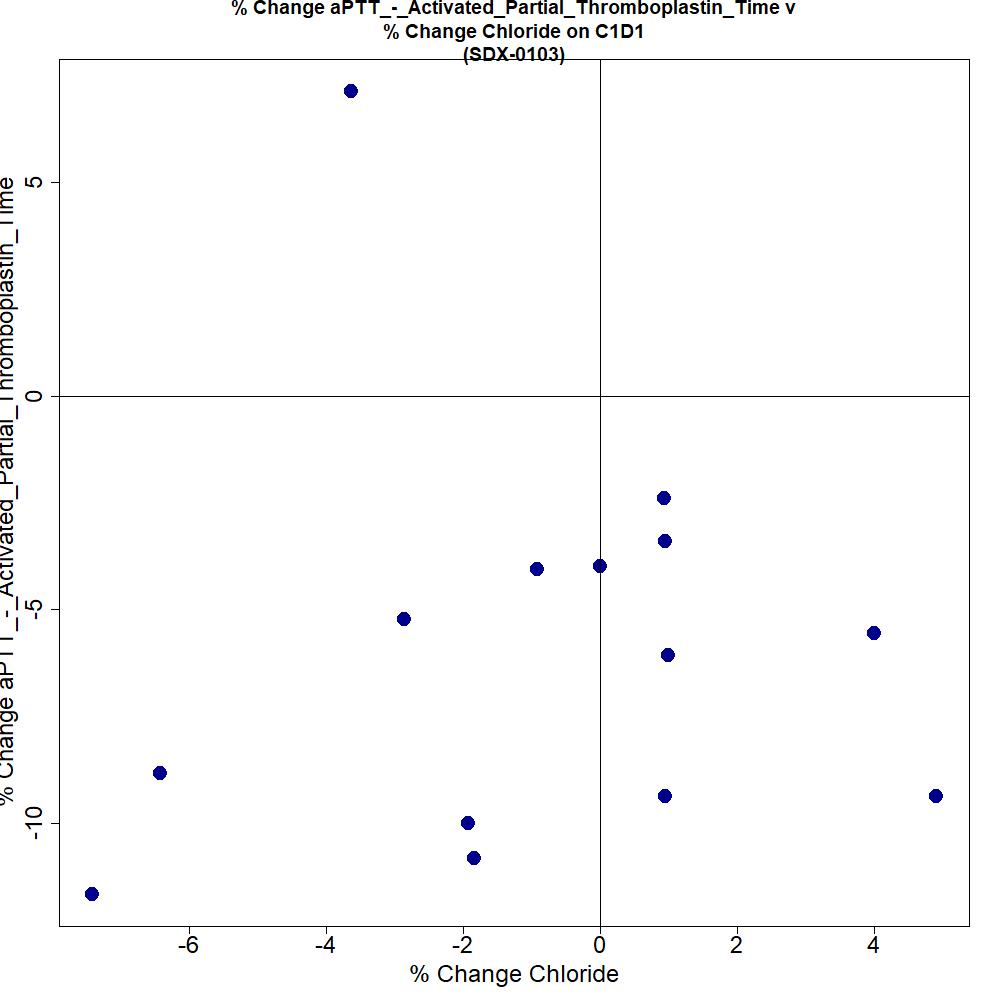 % Change aPTT_-_Activated_Partial_Thromboplastin_Time v
% Change Chloride on C1D1
(SDX-0103)
% Change aPTT_-_Activated_Partial_Thromboplastin_Time
5
0
-5
-10
-6
-4
-2
0
2
4
% Change Chloride